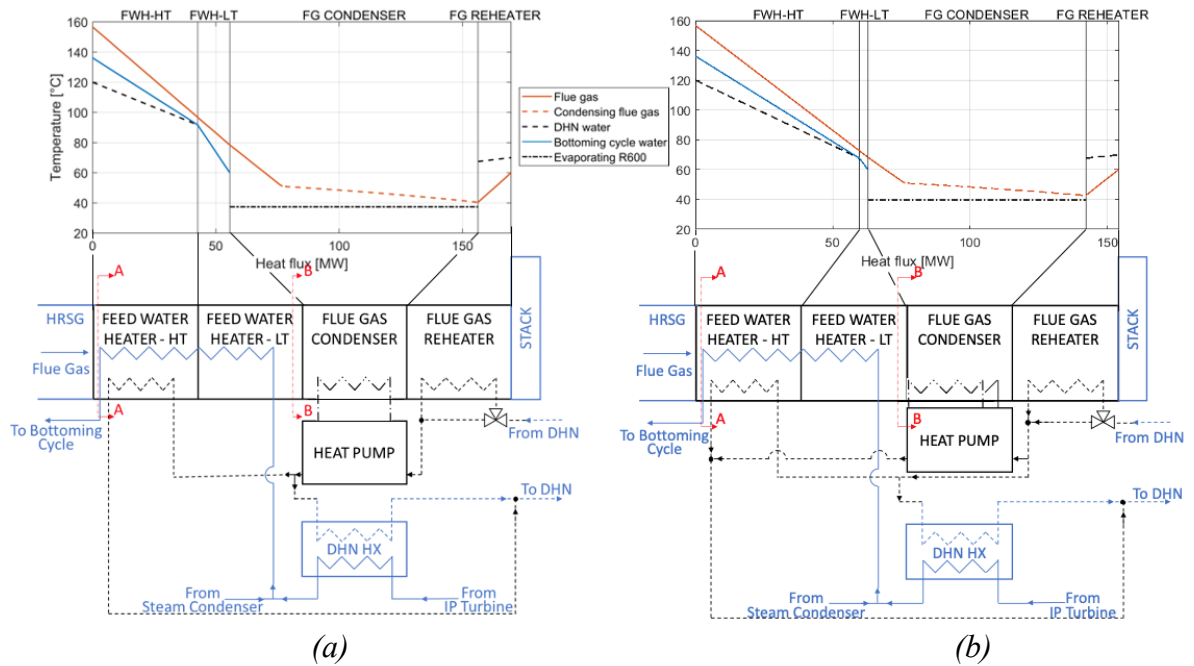 FWH-HT FWH-LT FG CONDENSER FG REHEATER
160
140
120
100
80
60
40
20
Temperature [°C]
0 50 100 150
Heat flux [MW]
Flue gas
Condensing flue gas
DHN water
Bottoming cycle water
Evaporating R600
A
B
HRSG
FEED WATER HEATER - HT
FEED WATER HEATER - LT
FLUE GAS CONDENSER
FLUE GAS REHEATER
STACK
Flue Gas
A
B
To Bottoming
Cycle
HEAT PUMP
From DHN
To DHN
DHN HX
From
Steam Condenser
From
IP Turbine
(a)
FWH-HT FWH-LT FG CONDENSER FG REHEATER
160
140
120
100
80
60
40
20
0 50 100 150
Heat flux [MW]
A
B
HRSG
FEED WATER HEATER - HT
FEED WATER HEATER - LT
FLUE GAS CONDENSER
FLUE GAS REHEATER
STACK
Flue Gas
A
B
To Bottoming
Cycle
HEAT PUMP
From DHN
To DHN
DHN HX
From
Steam Condenser
From
IP Turbine
(b)